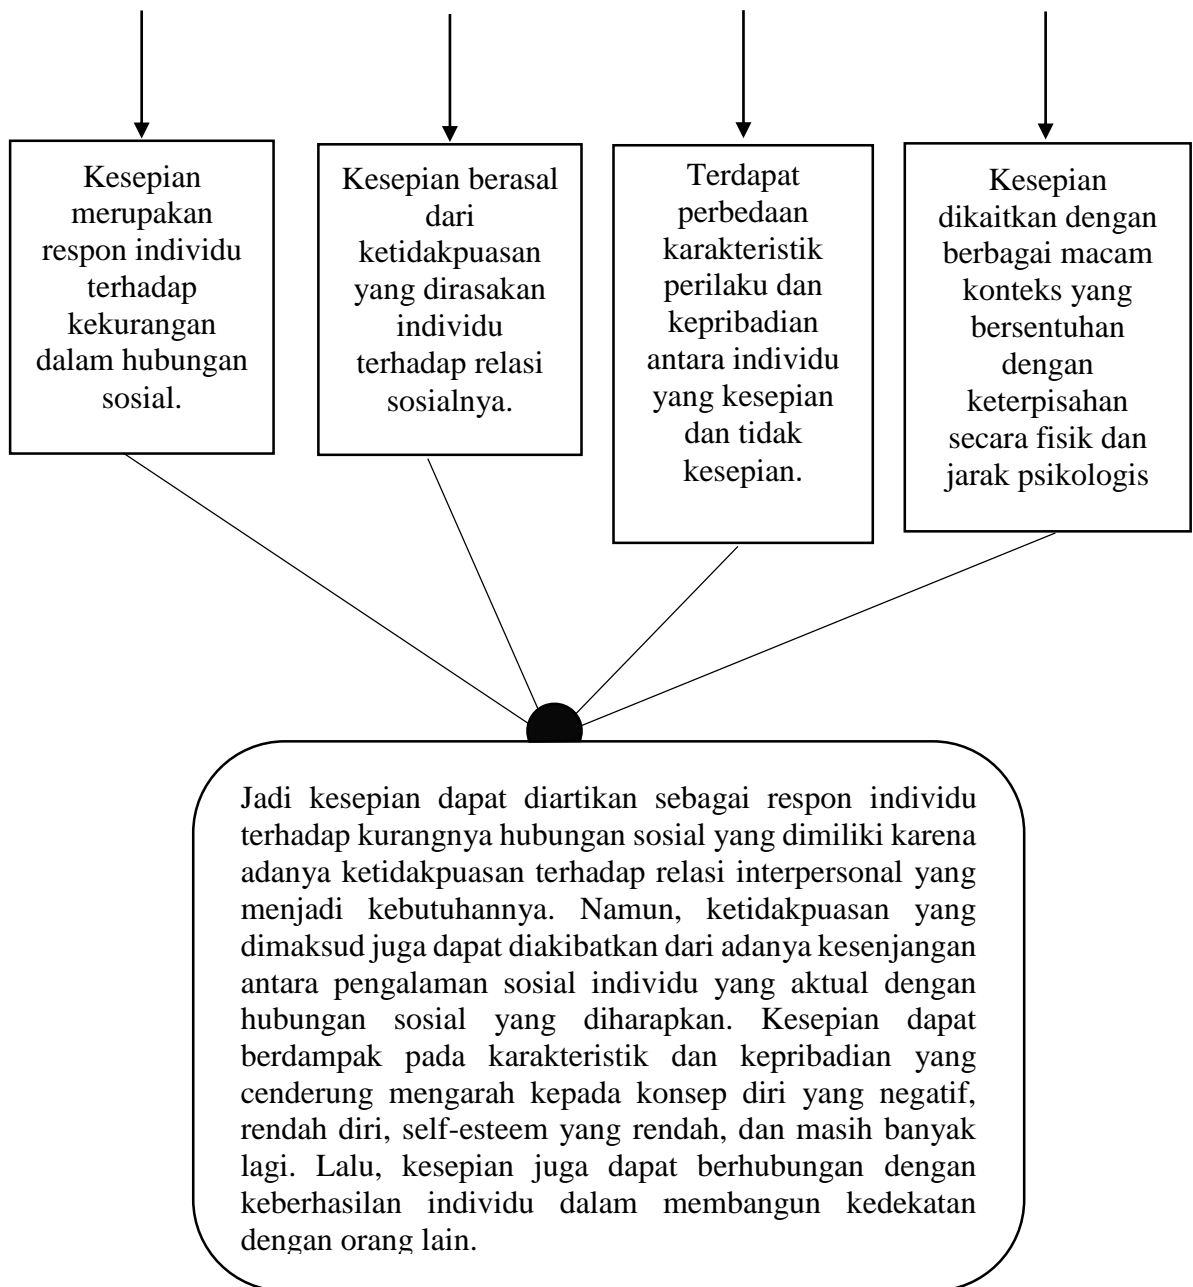 Kesepian
merupakan
respon individu
terhadap
kekurangan
dalam hubungan
sosial.
Kesepian berasal
dari
ketidakpuasan
yang dirasakan
individu
terhadap relasi
sosialnya.
Terdapat
perbedaan
karakteristik
perilaku dan
kepribadian
antara individu
yang kesepian
dan tidak
kesepian.
Kesepian
dikaitkan dengan
berbagai macam
konteks yang
bersentuhan
dengan
keterpisahan
secara fisik dan
jarak psikologis
Jadi kesepian dapat diartikan sebagai respon individu
terhadap kurangnya hubungan sosial yang dimiliki karena
adanya ketidakpuasan terhadap relasi interpersonal yang
menjadi kebutuhannya. Namun, ketidakpuasan yang
dimaksud juga dapat diakibatkan dari adanya kesenjangan
antara pengalaman sosial individu yang aktual dengan
hubungan sosial yang diharapkan. Kesepian dapat
berdampak pada karakteristik dan kepribadian yang
cenderung mengarah kepada konsep diri yang negatif,
rendah diri, self-esteem yang rendah, dan masih banyak
lagi. Lalu, kesepian juga dapat berhubungan dengan
keberhasilan individu dalam membangun kedekatan
dengan orang lain.